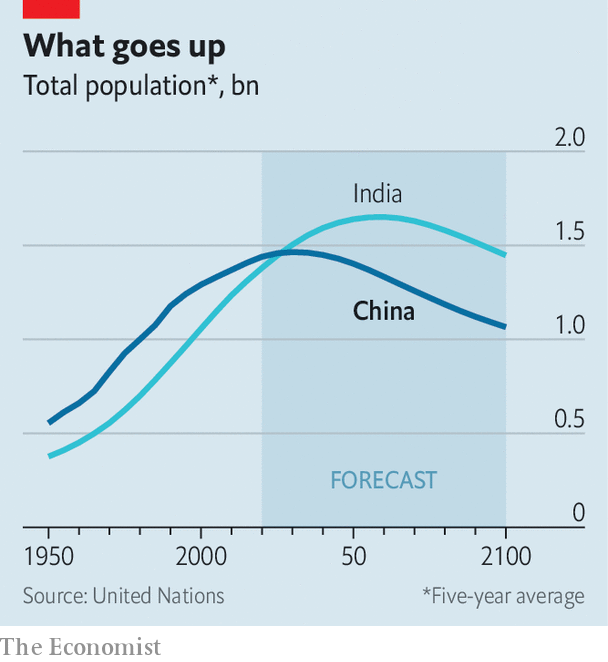 What goes up
Total population*, bn
2.0
India
1.5
China
1.0
0.5
FORECAST
0
1950 2000 50 2100
Source: United Nations *Five-year average
The Economist